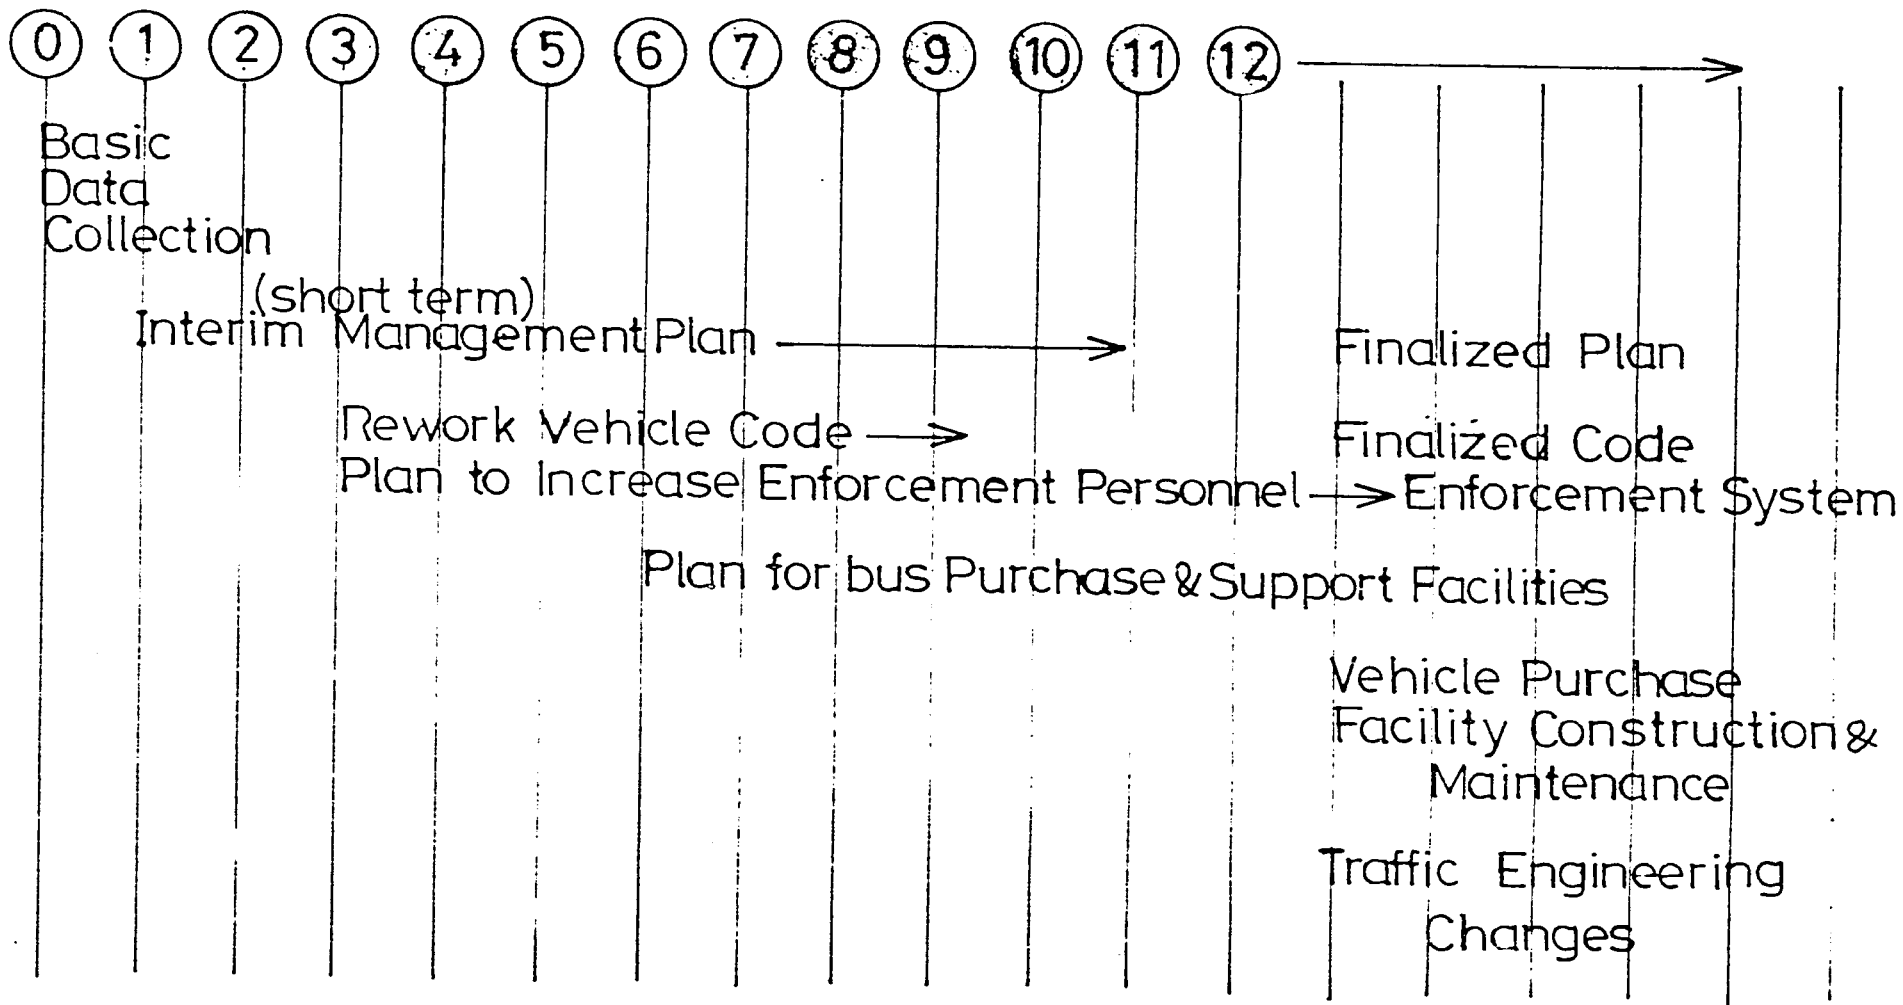 0 1 2 3 4 5 6 7 8 9 10 11 12
Basic
Data
Collection
(short term)
Interim Management Plan
Finalized Plan
Rework Vehicle Code
Finalized Code
Plan to Increase Enforcement Personnel
Enforcement System
Plan for bus Purchase & Support Facilities
Vehicle Purchase
Facility Construction &
Maintenance
Traffic Engineering
Changes